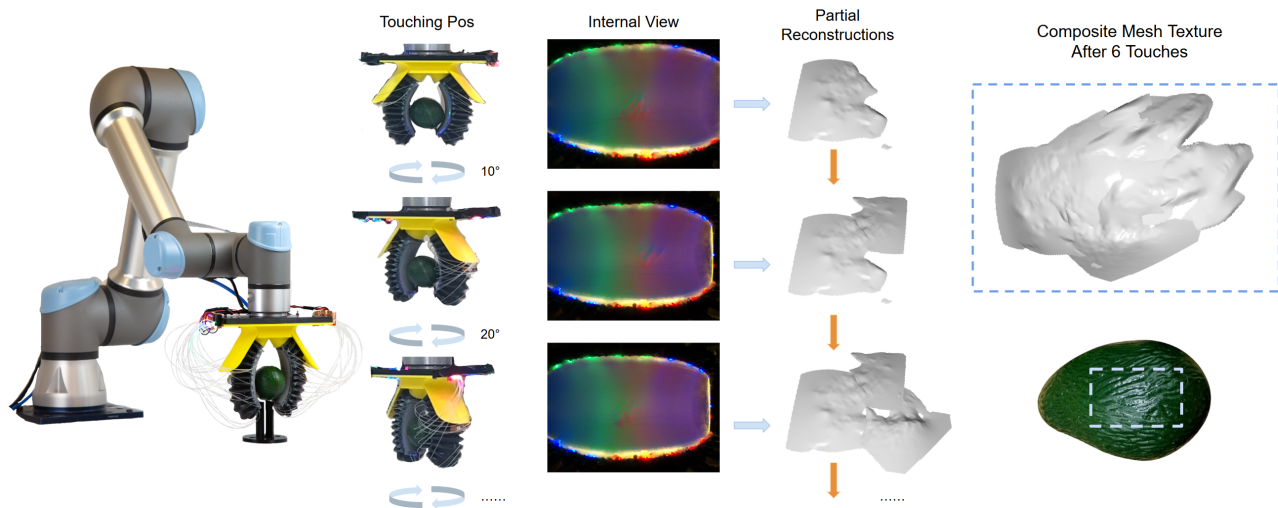 Touching Pos
Internal View
Partial
Reconstructions
Composite Mesh Texture
After 6 Touches
10°
20°
......
......